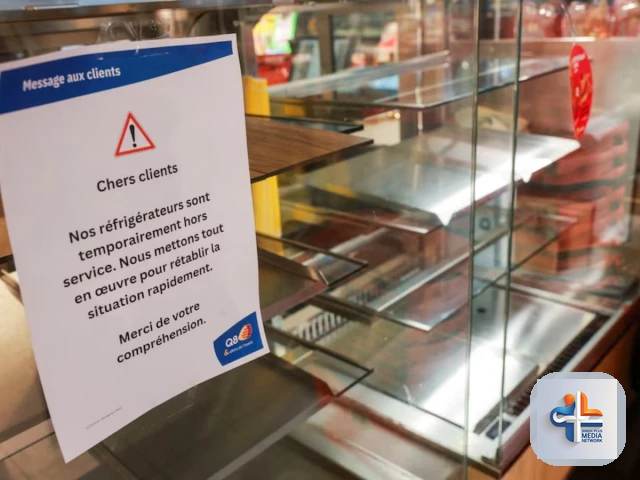 Message aux clients
Chers clients
Nos réfrigérateurs sont
temporairement hors
service. Nous mettons tout
en œuvre pour rétablir la
situation rapidement.
Merci de votre
compréhension.
Q8
MEDIA
NETWORK